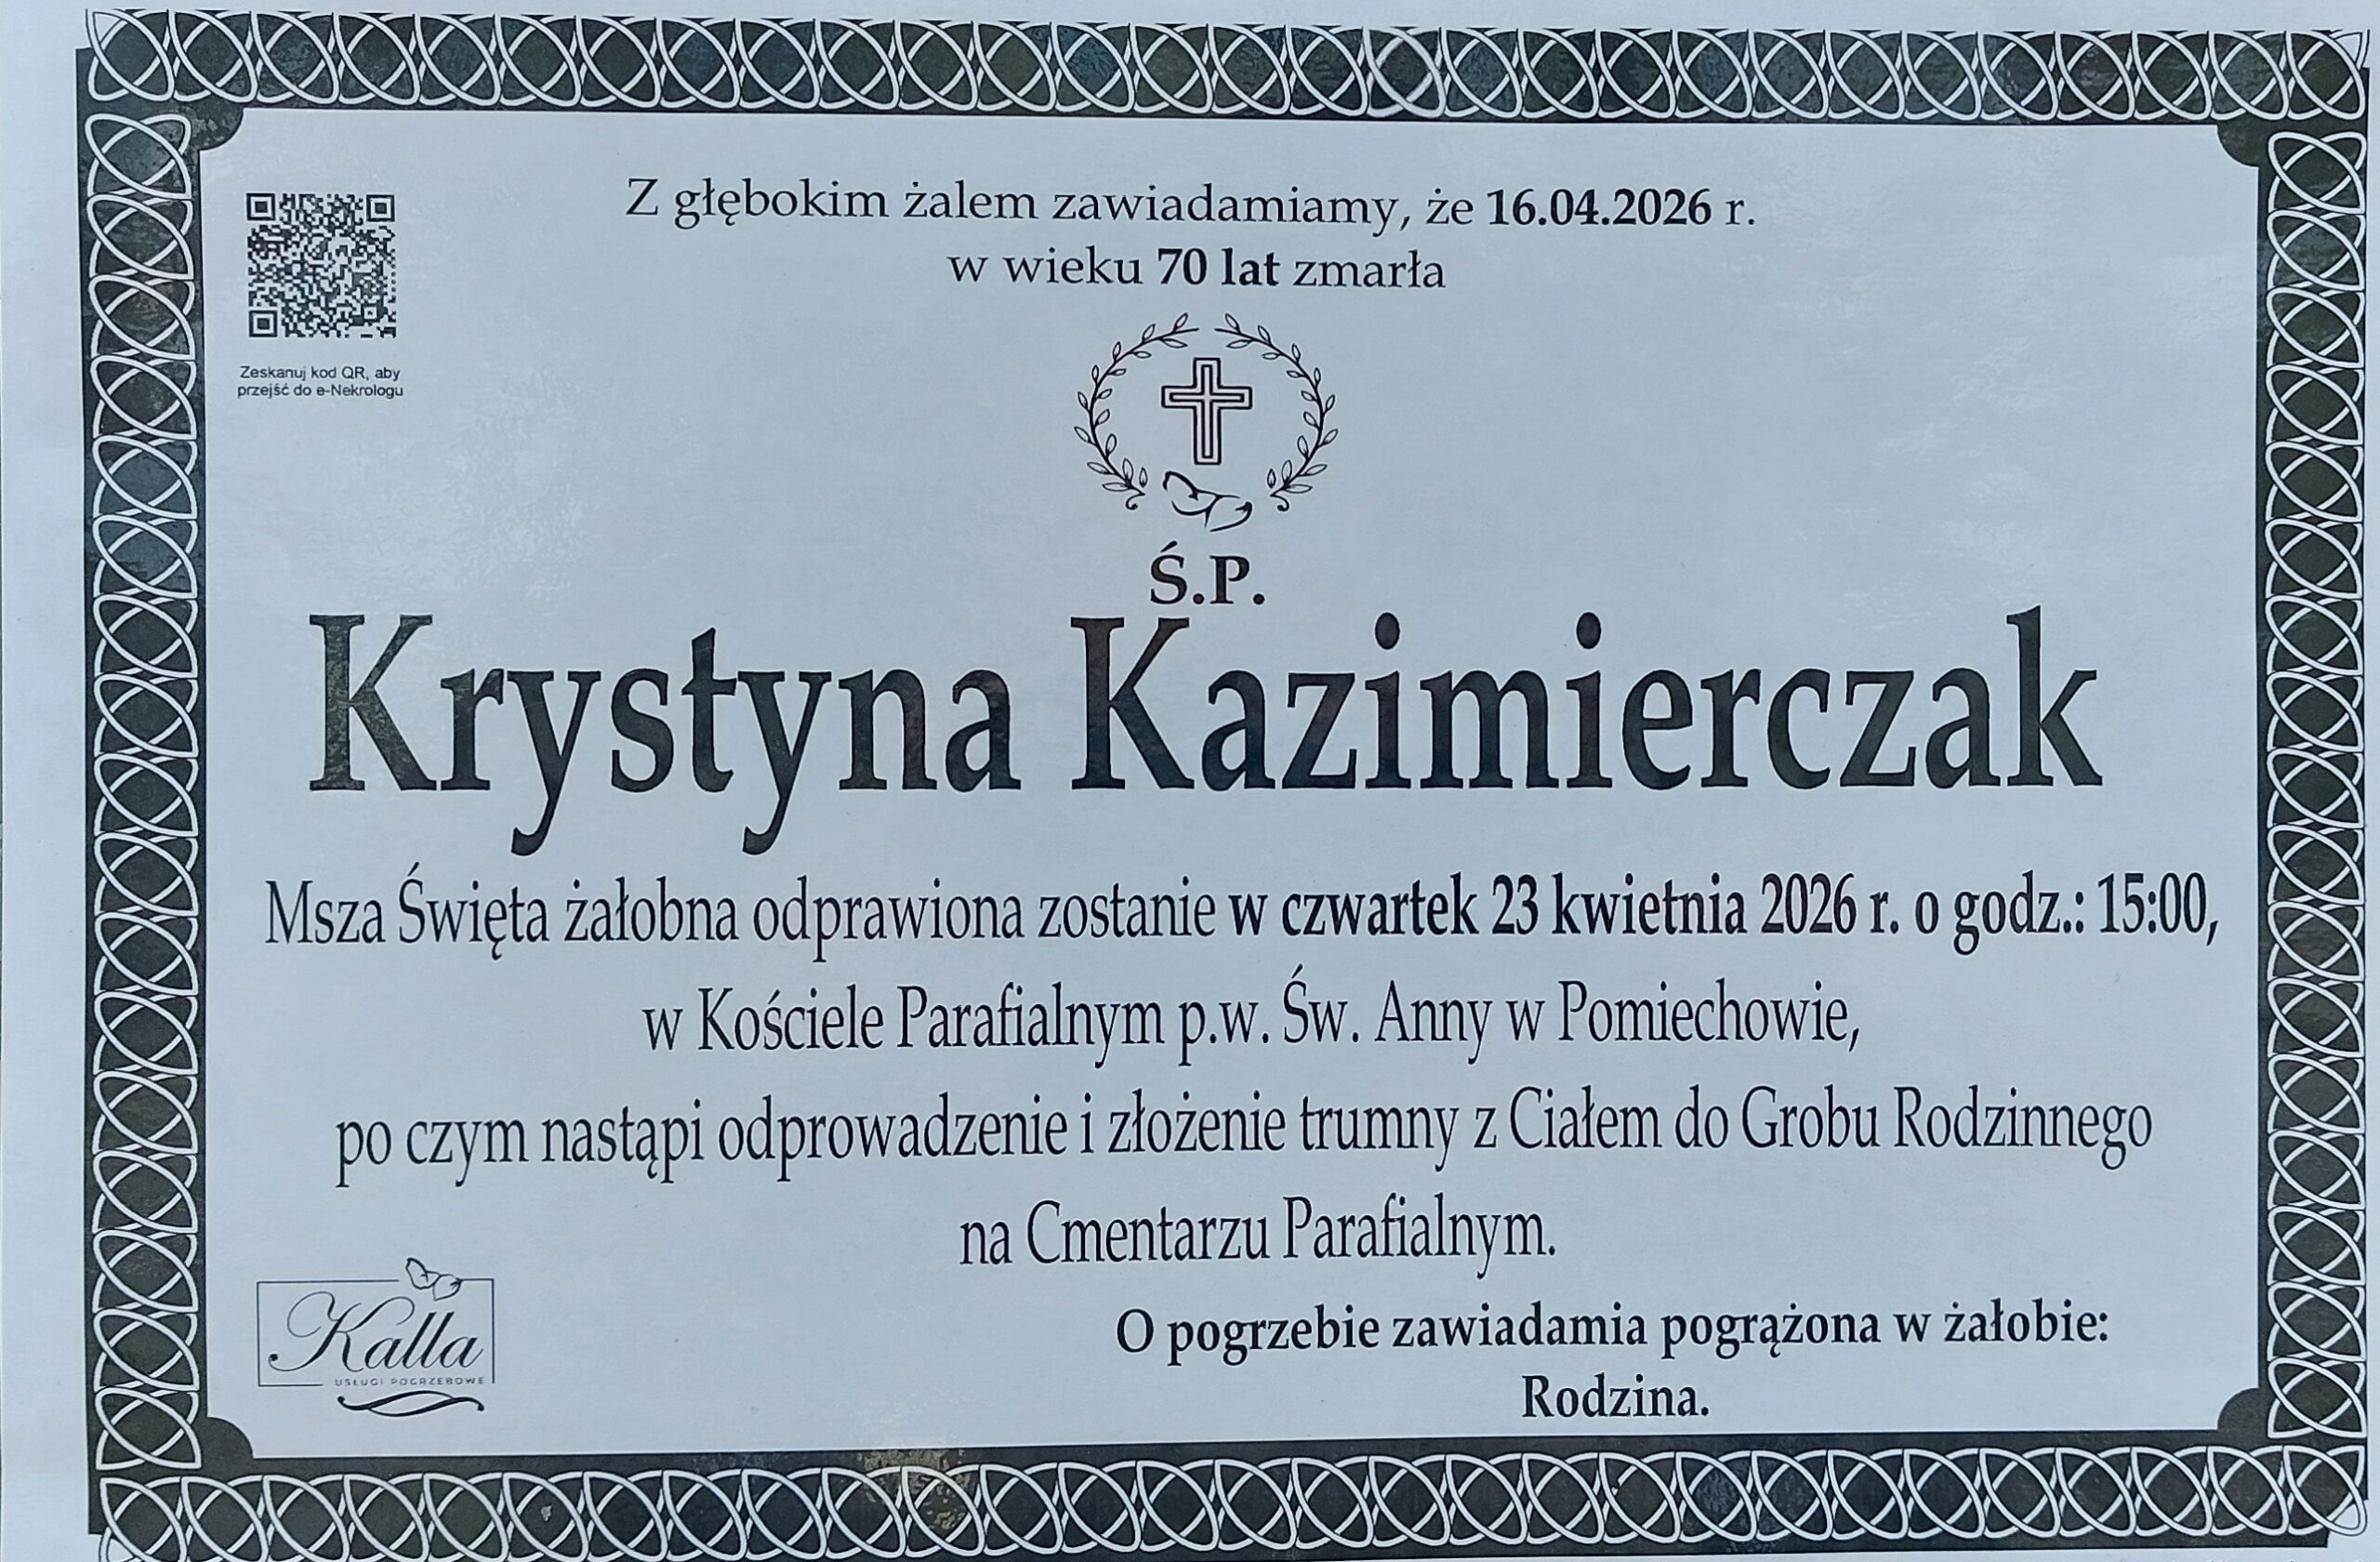 Z głębokim żalem zawiadamiamy, że 16.04.2026 r.
w wieku 70 lat zmarła
Zeskanuj kod QR, aby
przejść do e-Nekrologu
Ś.P.
Krystyna Kazimierczak
Msza Święta żałobna odprawiona zostanie w czwartek 23 kwietnia 2026 r. o godz.: 15:00,
w Kościele Parafialnym p.w. Św. Anny w Pomiechowie,
po czym nastąpi odprowadzenie i złożenie trumny z Ciałem do Grobu Rodzinnego
na Cmentarzu Parafialnym.
Kalla
USŁUGI POGRZEBOWE
O pogrzebie zawiadamia pogrążona w żałobie:
Rodzina.